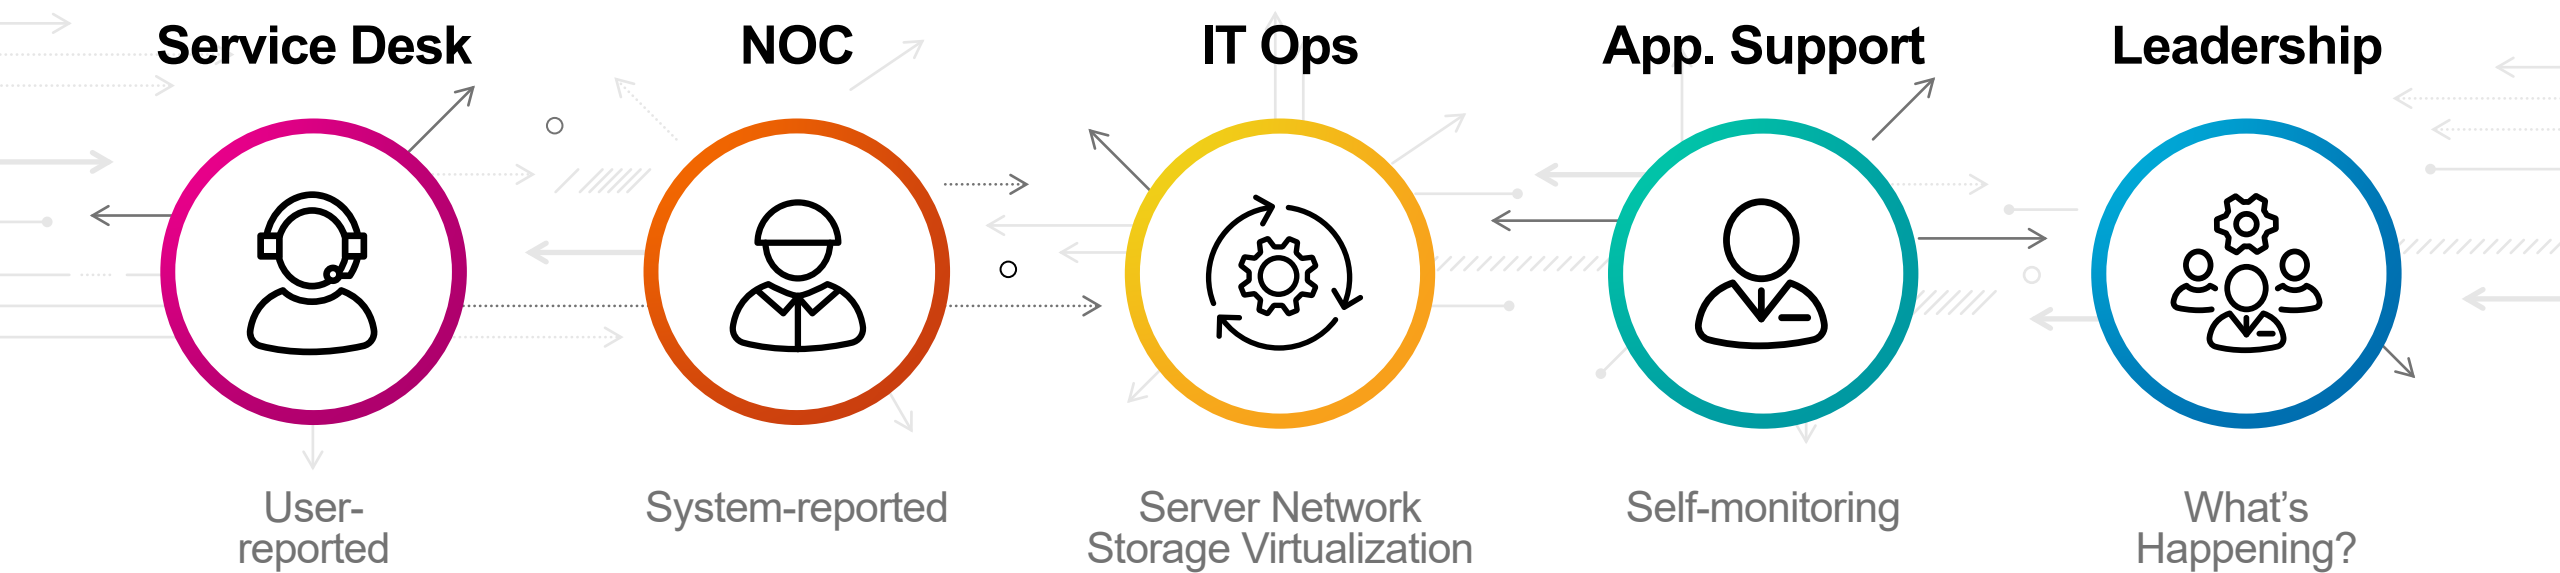 Service Desk
NOC
IT Ops
App. Support
Leadership
User-
reported
System-reported
Server Network
Storage Virtualization
Self-monitoring
What’s
Happening?